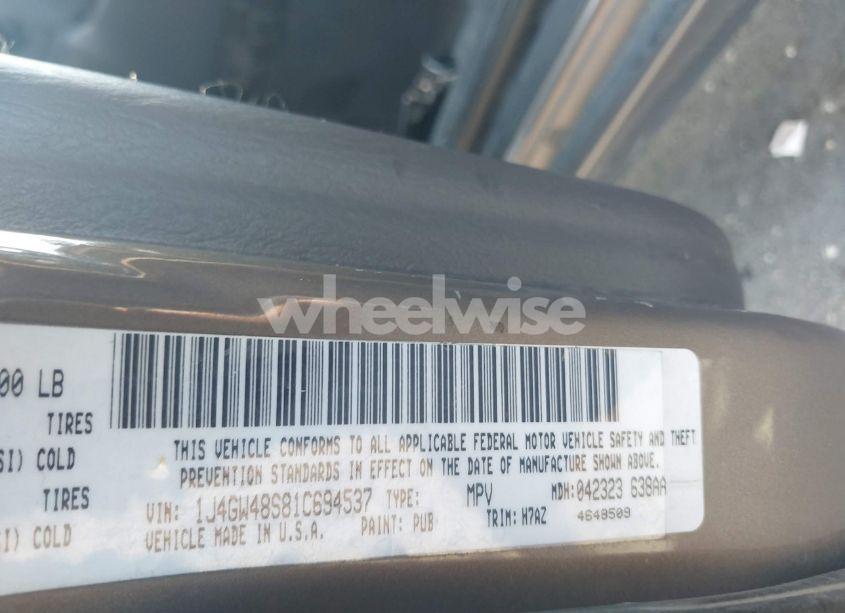 wheelwise
00 LB
TIRES
SI) COLD
TIRES
SI) COLD
THIS VEHICLE CONFORMS TO ALL APPLICABLE FEDERAL MOTOR VEHICLE SAFETY AND THEFT
PREVENTION STANDARDS IN EFFECT ON THE DATE OF MANUFACTURE SHOWN ABOVE.
VIN: 1J4GW48S81C694537 TYPE: MPV MDH: 042323 638AA
VEHICLE MADE IN U.S.A. PAINT: PUB TRIM: H7AZ 4648509